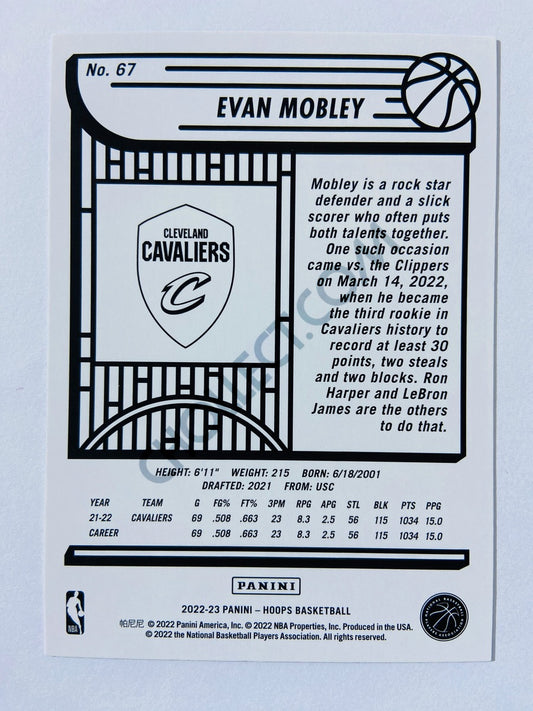 No. 67
EVAN MOBLEY
CLEVELAND
CAVALIERS
C
Mobley is a rock star
defender and a slick
scorer who often puts
both talents together.
One such occasion
came vs. the Clippers
on March 14, 2022,
when he became
the third rookie in
Cavaliers history to
record at least 30
points, two steals
and two blocks. Ron
Harper and LeBron
James are the others
to do that.
HEIGHT: 6'11" WEIGHT: 215 BORN: 6/18/2001
DRAFTED: 2021 FROM: USC
YEAR TEAM G FG% FT% 3PM RPG APG STL BLK PTS PPG
21-22 CAVALIERS 69 .508 .663 23 8.3 2.5 56 115 1034 15.0
CAREER 69 .508 .663 23 8.3 2.5 56 115 1034 15.0
PANINI
2022-23 PANINI – HOOPS BASKETBALL
帕尼尼 © 2022 Panini America, Inc. © 2022 NBA Properties, Inc. Produced in the USA.
© 2022 the National Basketball Players Association. All rights reserved.
NBA